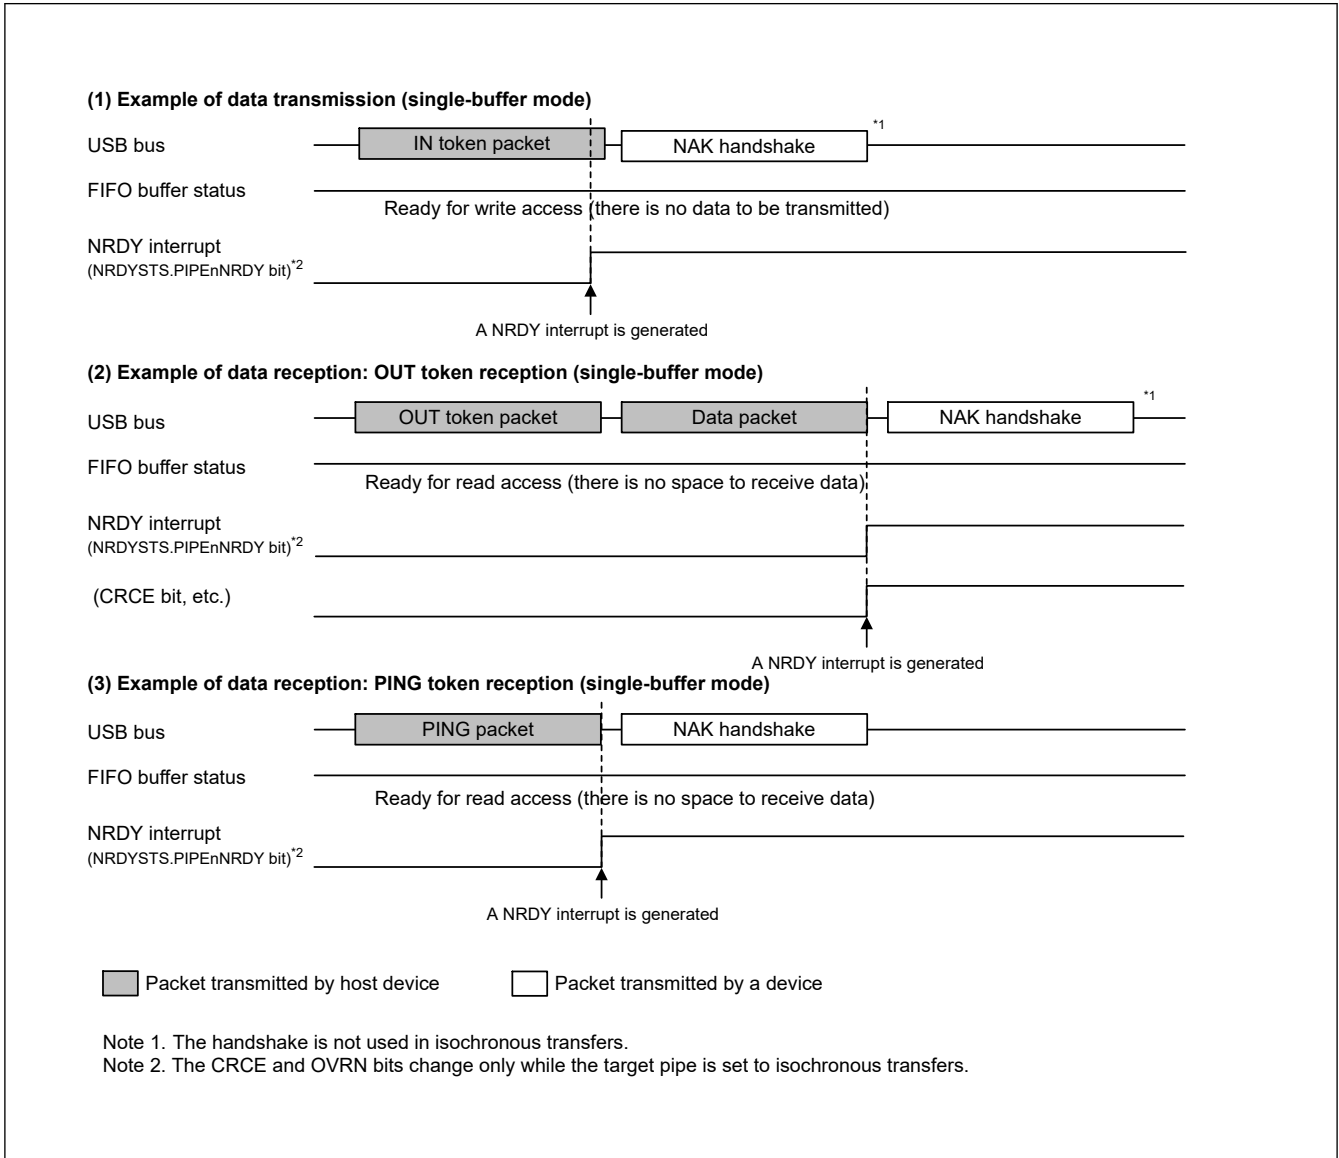 (1) Example of data transmission (single-buffer mode)
USB bus
IN token packet
NAK handshake
*1
FIFO buffer status
Ready for write access (there is no data to be transmitted)
NRDY interrupt
(NRDYSTS.PIPEnNRDY bit)*2
A NRDY interrupt is generated
(2) Example of data reception: OUT token reception (single-buffer mode)
USB bus
OUT token packet
Data packet
NAK handshake
*1
FIFO buffer status
Ready for read access (there is no space to receive data)
NRDY interrupt
(NRDYSTS.PIPEnNRDY bit)*2
(CRCE bit, etc.)
A NRDY interrupt is generated
(3) Example of data reception: PING token reception (single-buffer mode)
USB bus
PING packet
NAK handshake
FIFO buffer status
Ready for read access (there is no space to receive data)
NRDY interrupt
(NRDYSTS.PIPEnNRDY bit)*2
A NRDY interrupt is generated
Packet transmitted by host device
Packet transmitted by a device
Note 1. The handshake is not used in isochronous transfers.
Note 2. The CRCE and OVRN bits change only while the target pipe is set to isochronous transfers.